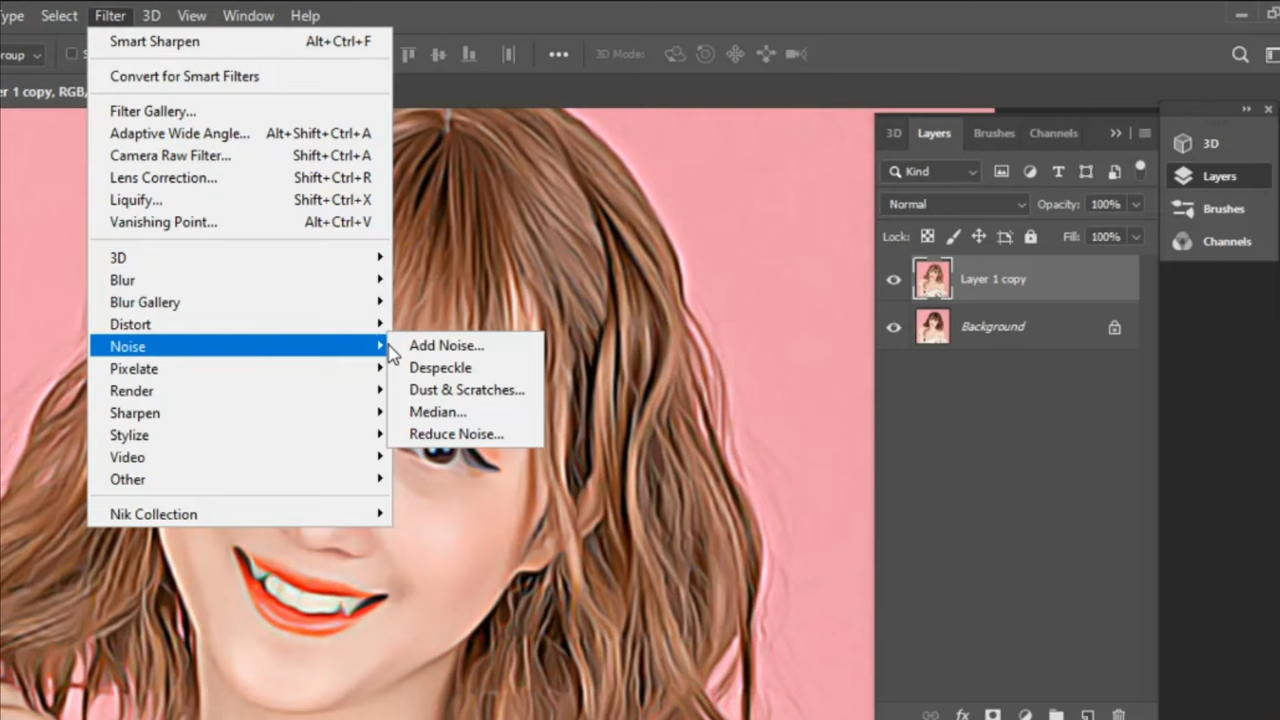 Type Select Filter 3D View Window Help
roup
3D Mode:
1 copy, RGB/
Smart Sharpen Alt+Ctrl+F
Convert for Smart Filters
Filter Gallery...
Adaptive Wide Angle... Alt+Shift+Ctrl+A
Camera Raw Filter... Shift+Ctrl+A
Lens Correction... Shift+Ctrl+R
Liquify... Shift+Ctrl+X
Vanishing Point... Alt+Ctrl+V
3D
Blur
Blur Gallery
Distort
Noise
Pixelate
Render
Sharpen
Stylize
Video
Other
Nik Collection
Add Noise...
Despeckle
Dust & Scratches...
Median...
Reduce Noise...
3D Layers Brushes Channels
Kind
Normal Opacity: 100%
Lock: Fill: 100%
Layer 1 copy
Background
fx
3D
Layers
Brushes
Channels